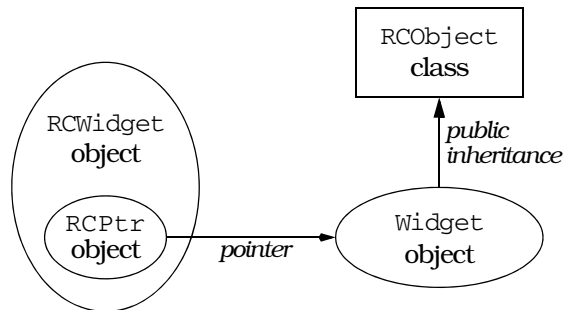 RCObject
class
RCWidget
object
public
inheritance
RCPtr
object
pointer
Widget
object